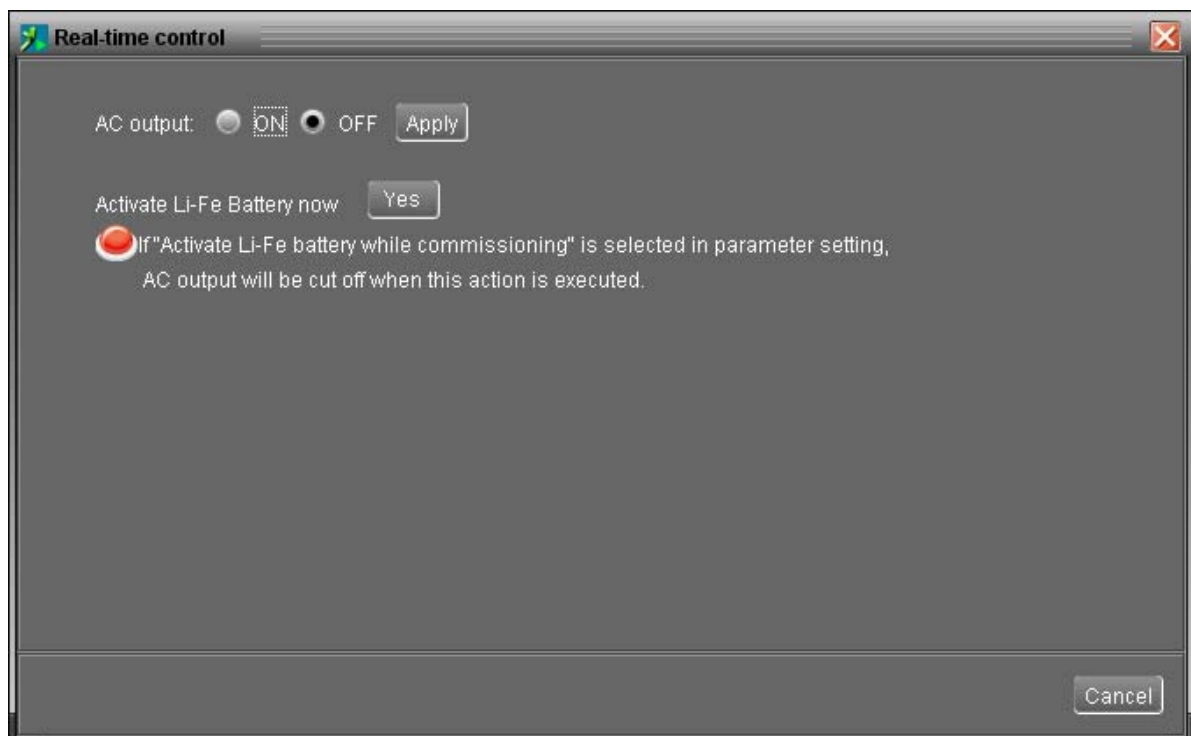 Real-time control
AC output: ON OFF Apply
Activate Li-Fe Battery now Yes
If "Activate Li-Fe battery while commissioning" is selected in parameter setting,
AC output will be cut off when this action is executed.
Cancel